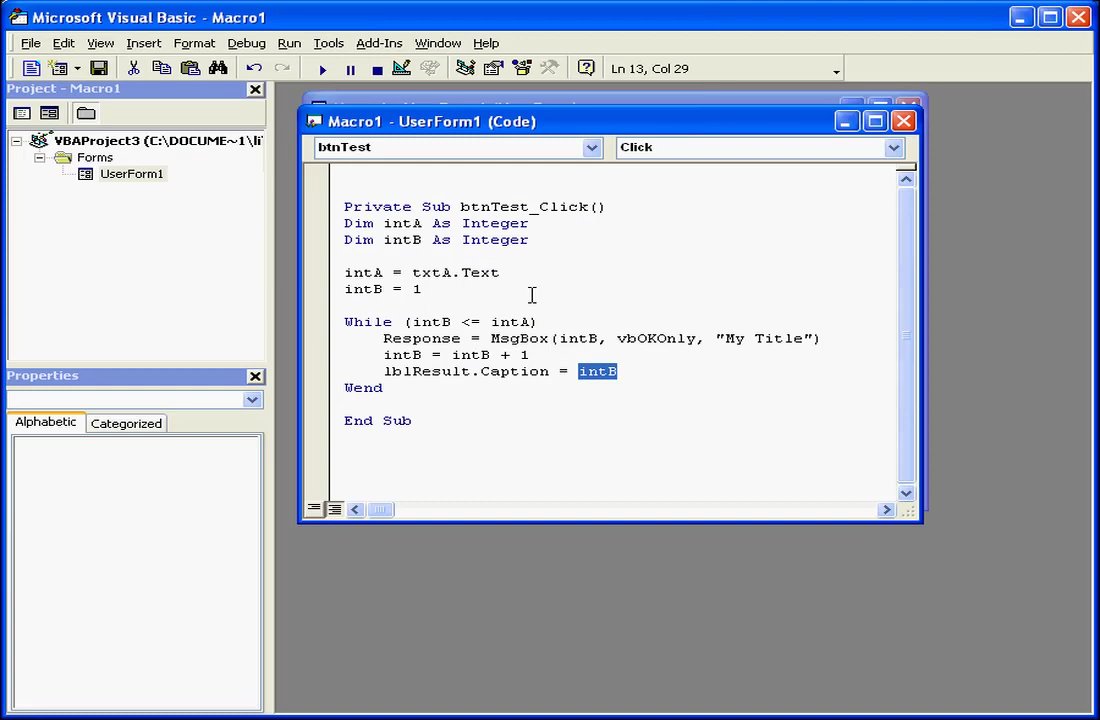 Microsoft Visual Basic - Macro1
File Edit View Insert Format Debug Run Tools Add-Ins Window Help
Ln 13, Col 29
Project - Macro1
VBAProject3 (C:\DOCUME~1\li
Forms
UserForm1
Properties
Alphabetic Categorized
Macro1 - UserForm1 (Code)
btnTest Click
Private Sub btnTest_Click()
Dim intA As Integer
Dim intB As Integer
intA = txtA.Text
intB = 1
While (intB <= intA)
Response = MsgBox(intB, vbOKOnly, "My Title")
intB = intB + 1
lblResult.Caption = intB
Wend
End Sub